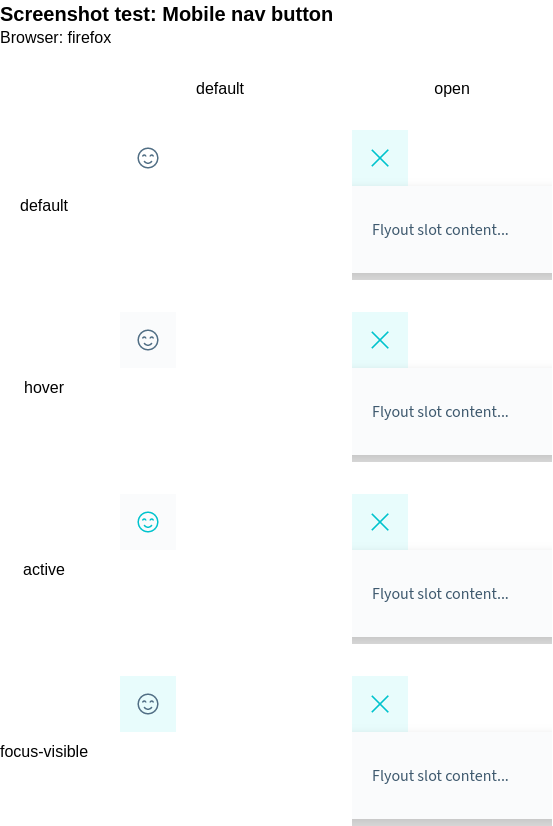 Screenshot test: Mobile nav button
Browser: firefox
default open
default
Flyout slot content...
hover
Flyout slot content...
active
Flyout slot content...
focus-visible
Flyout slot content...